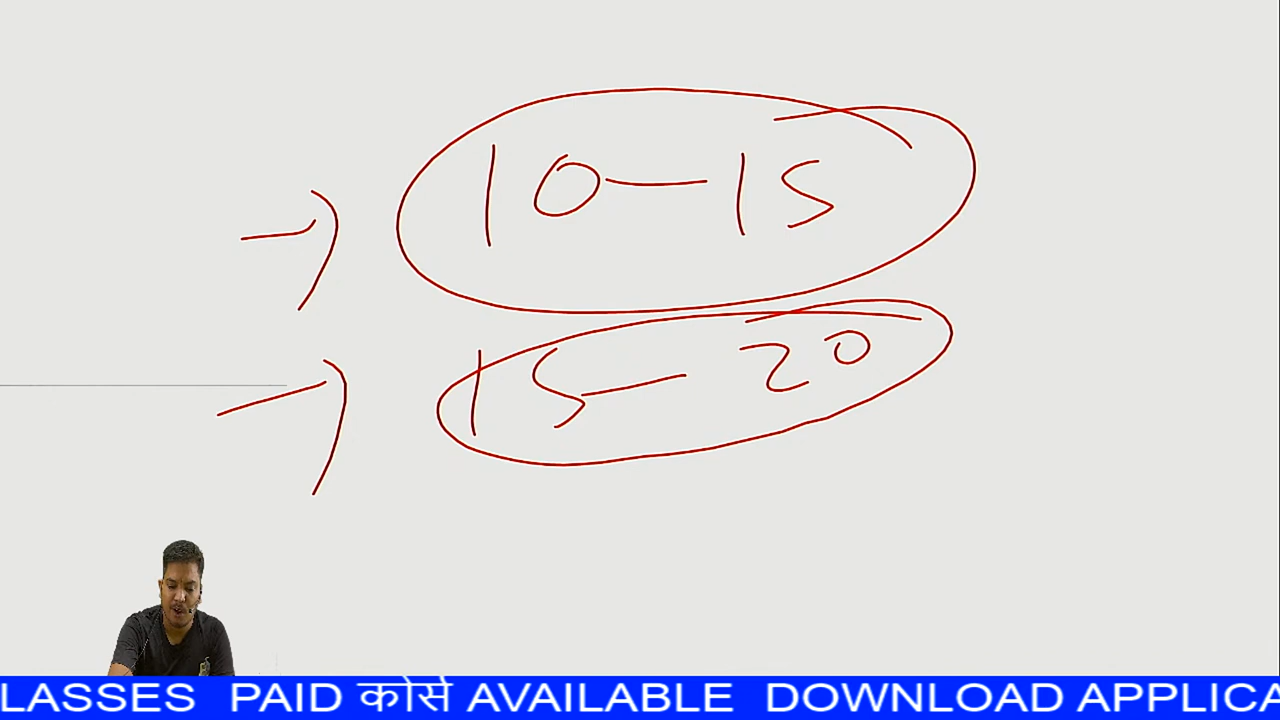 → 10-15
→ 15-20
LASSES PAID कोर्स AVAILABLE DOWNLOAD APPLICA